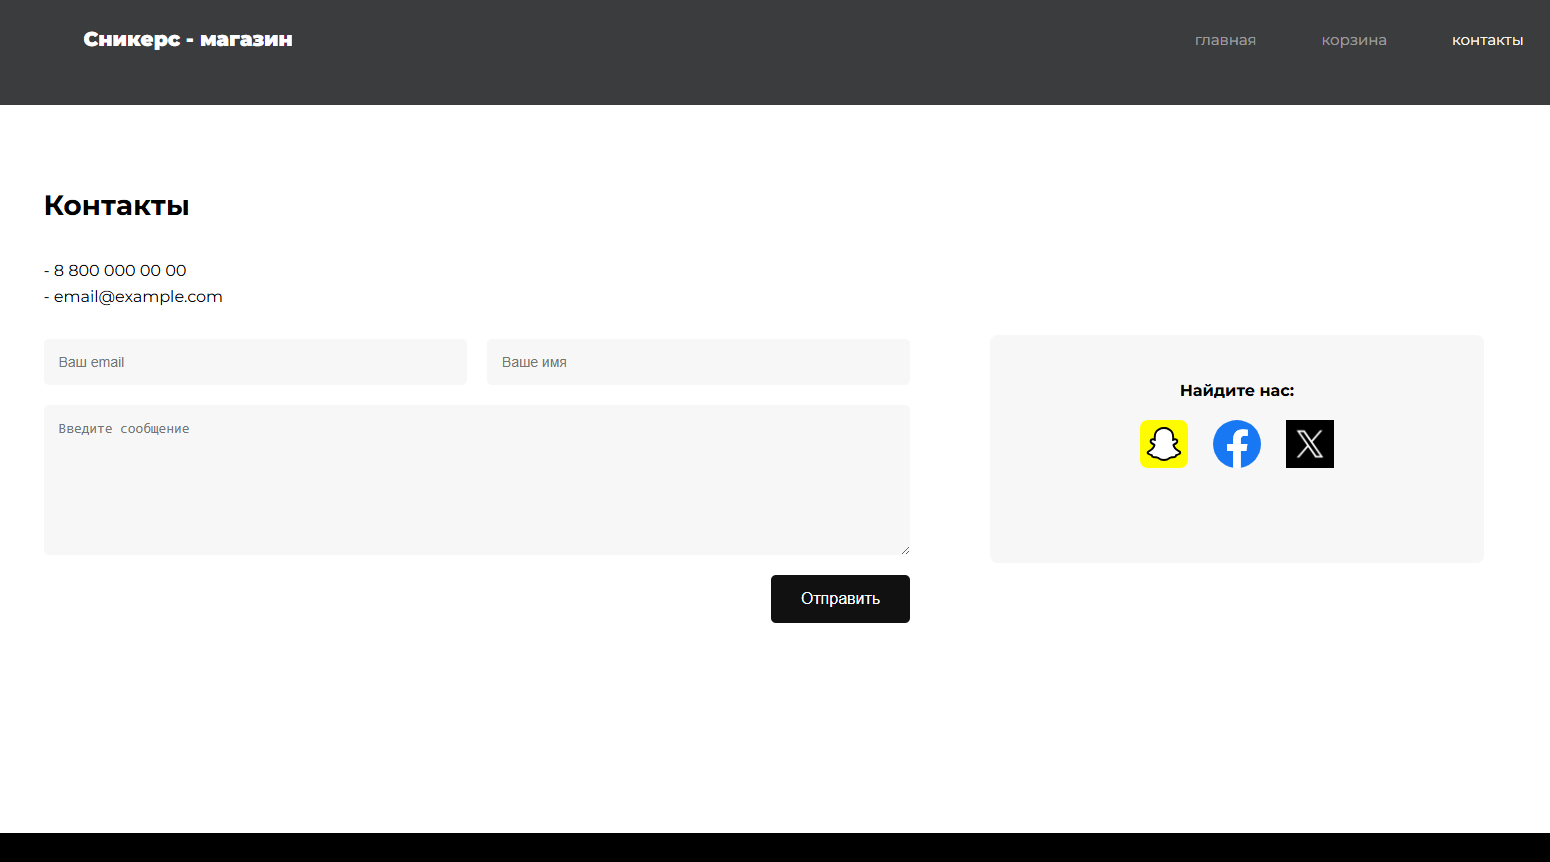 Сникерс - магазин
главная
корзина
контакты
Контакты
- 8 800 000 00 00
- email@example.com
Ваш email
Ваше имя
Введите сообщение
Отправить
Найдите нас: